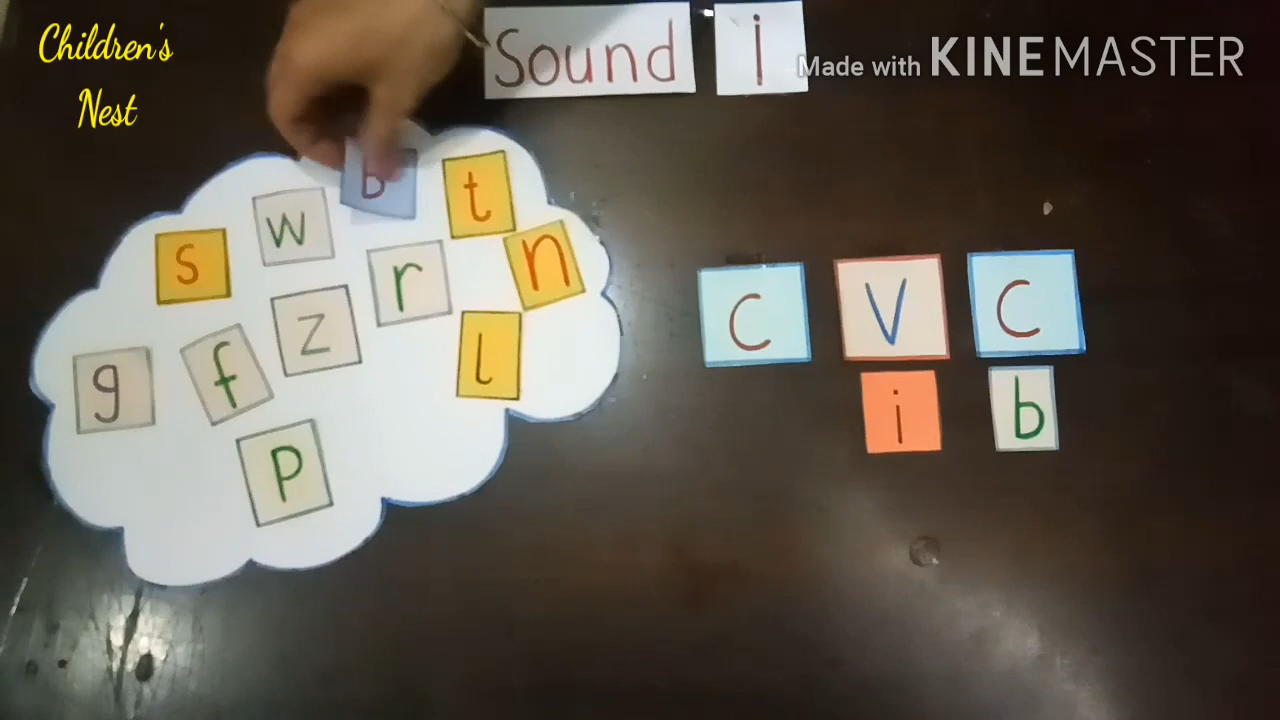 Children's
Nest
Sound i
Made with KINEMASTER
b
t
w
s
n
r
z
l
g
f
p
C V C
i b